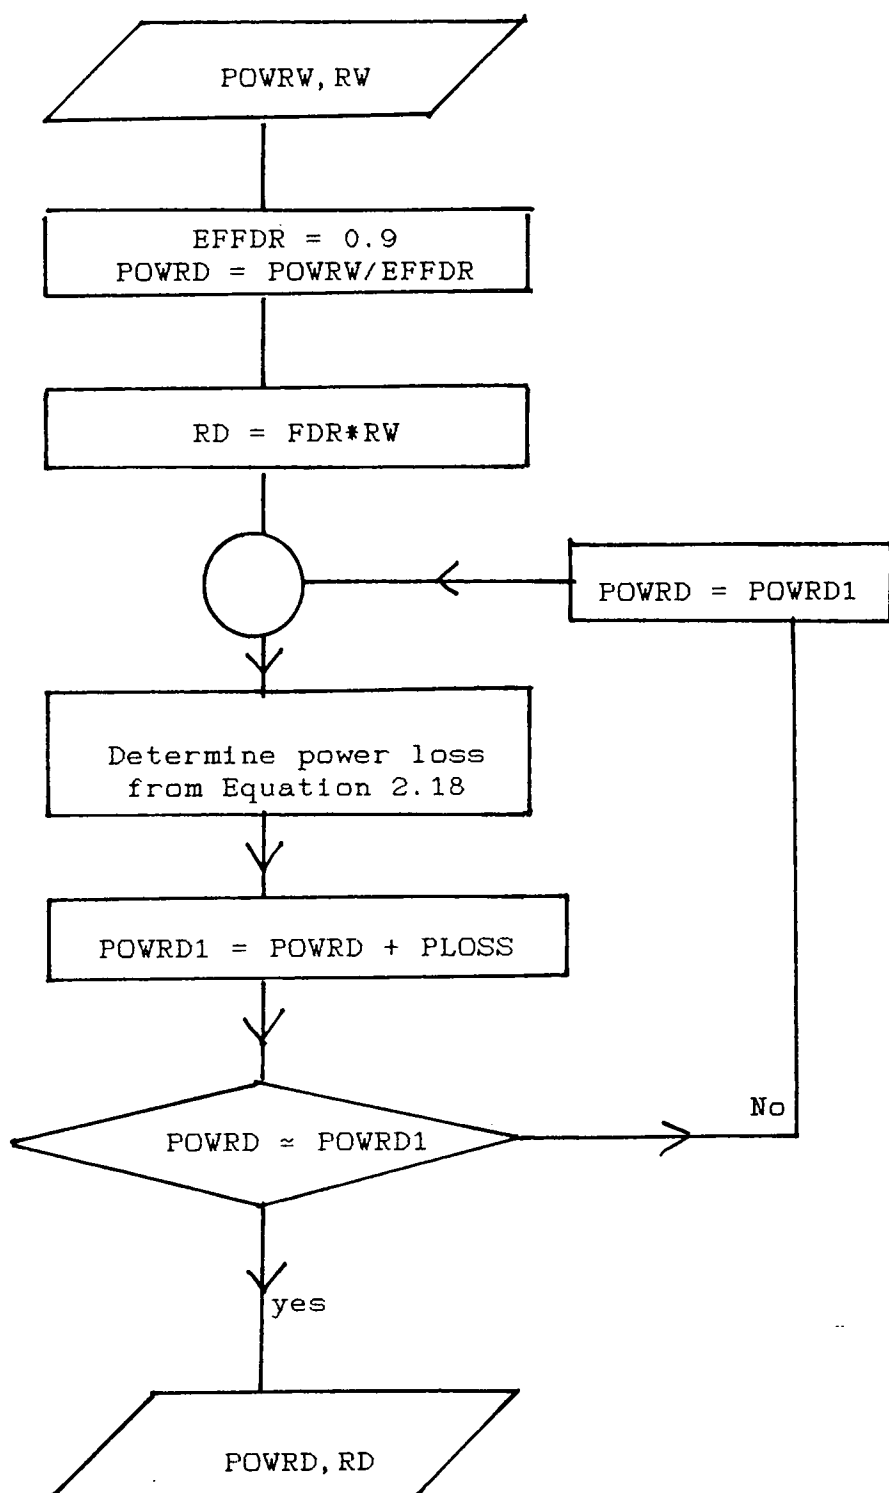 POWRW, RW
EFFDR = 0.9
POWRD = POWRW/EFFDR
RD = FDR*RW
POWRD = POWRD1
Determine power loss
from Equation 2.18
POWRD1 = POWRD + PLOSS
POWRD ≃ POWRD1
No
yes
POWRD, RD